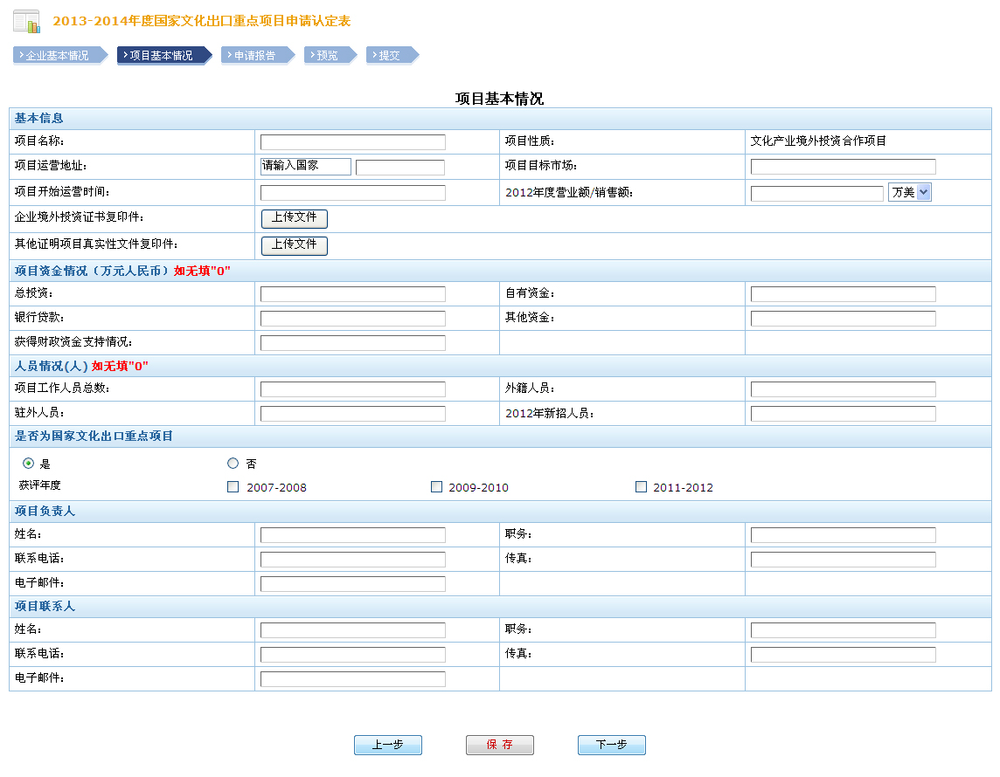 2013-2014年度国家文化出口重点项目申请认定表
企业基本情况 项目基本情况 申请报告 预览 提交
项目基本情况
基本信息
项目名称： 项目性质： 文化产业境外投资合作项目
项目运营地址： 请输入国家 项目目标市场：
项目开始运营时间： 2012年度营业额/销售额： 万美
企业境外投资证书复印件： 上传文件
其他证明项目真实性文件复印件： 上传文件
项目资金情况（万元人民币）如无填"0"
总投资： 自有资金：
银行贷款： 其他资金：
获得财政资金支持情况：
人员情况(人) 如无填"0"
项目工作人员总数： 外籍人员：
驻外人员： 2012年新招人员：
是否为国家文化出口重点项目
是 否
获评年度 2007-2008 2009-2010 2011-2012
项目负责人
姓名： 职务：
联系电话： 传真：
电子邮件：
项目联系人
姓名： 职务：
联系电话： 传真：
电子邮件：
上一步 保 存 下一步